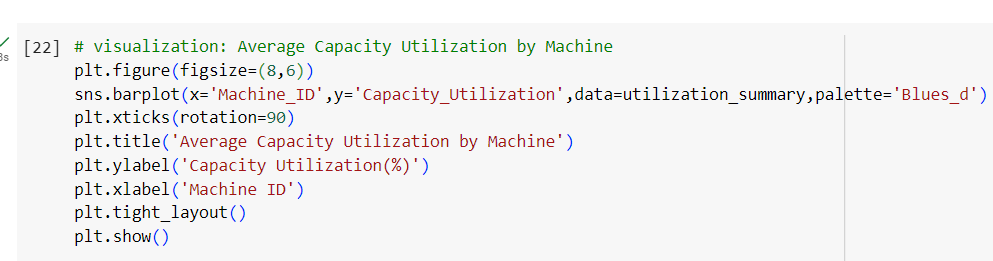 [22] # visualization: Average Capacity Utilization by Machine
plt.figure(figsize=(8,6))
sns.barplot(x='Machine_ID',y='Capacity_Utilization',data=utilization_summary,palette='Blues_d')
plt.xticks(rotation=90)
plt.title('Average Capacity Utilization by Machine')
plt.ylabel('Capacity Utilization(%)')
plt.xlabel('Machine ID')
plt.tight_layout()
plt.show()